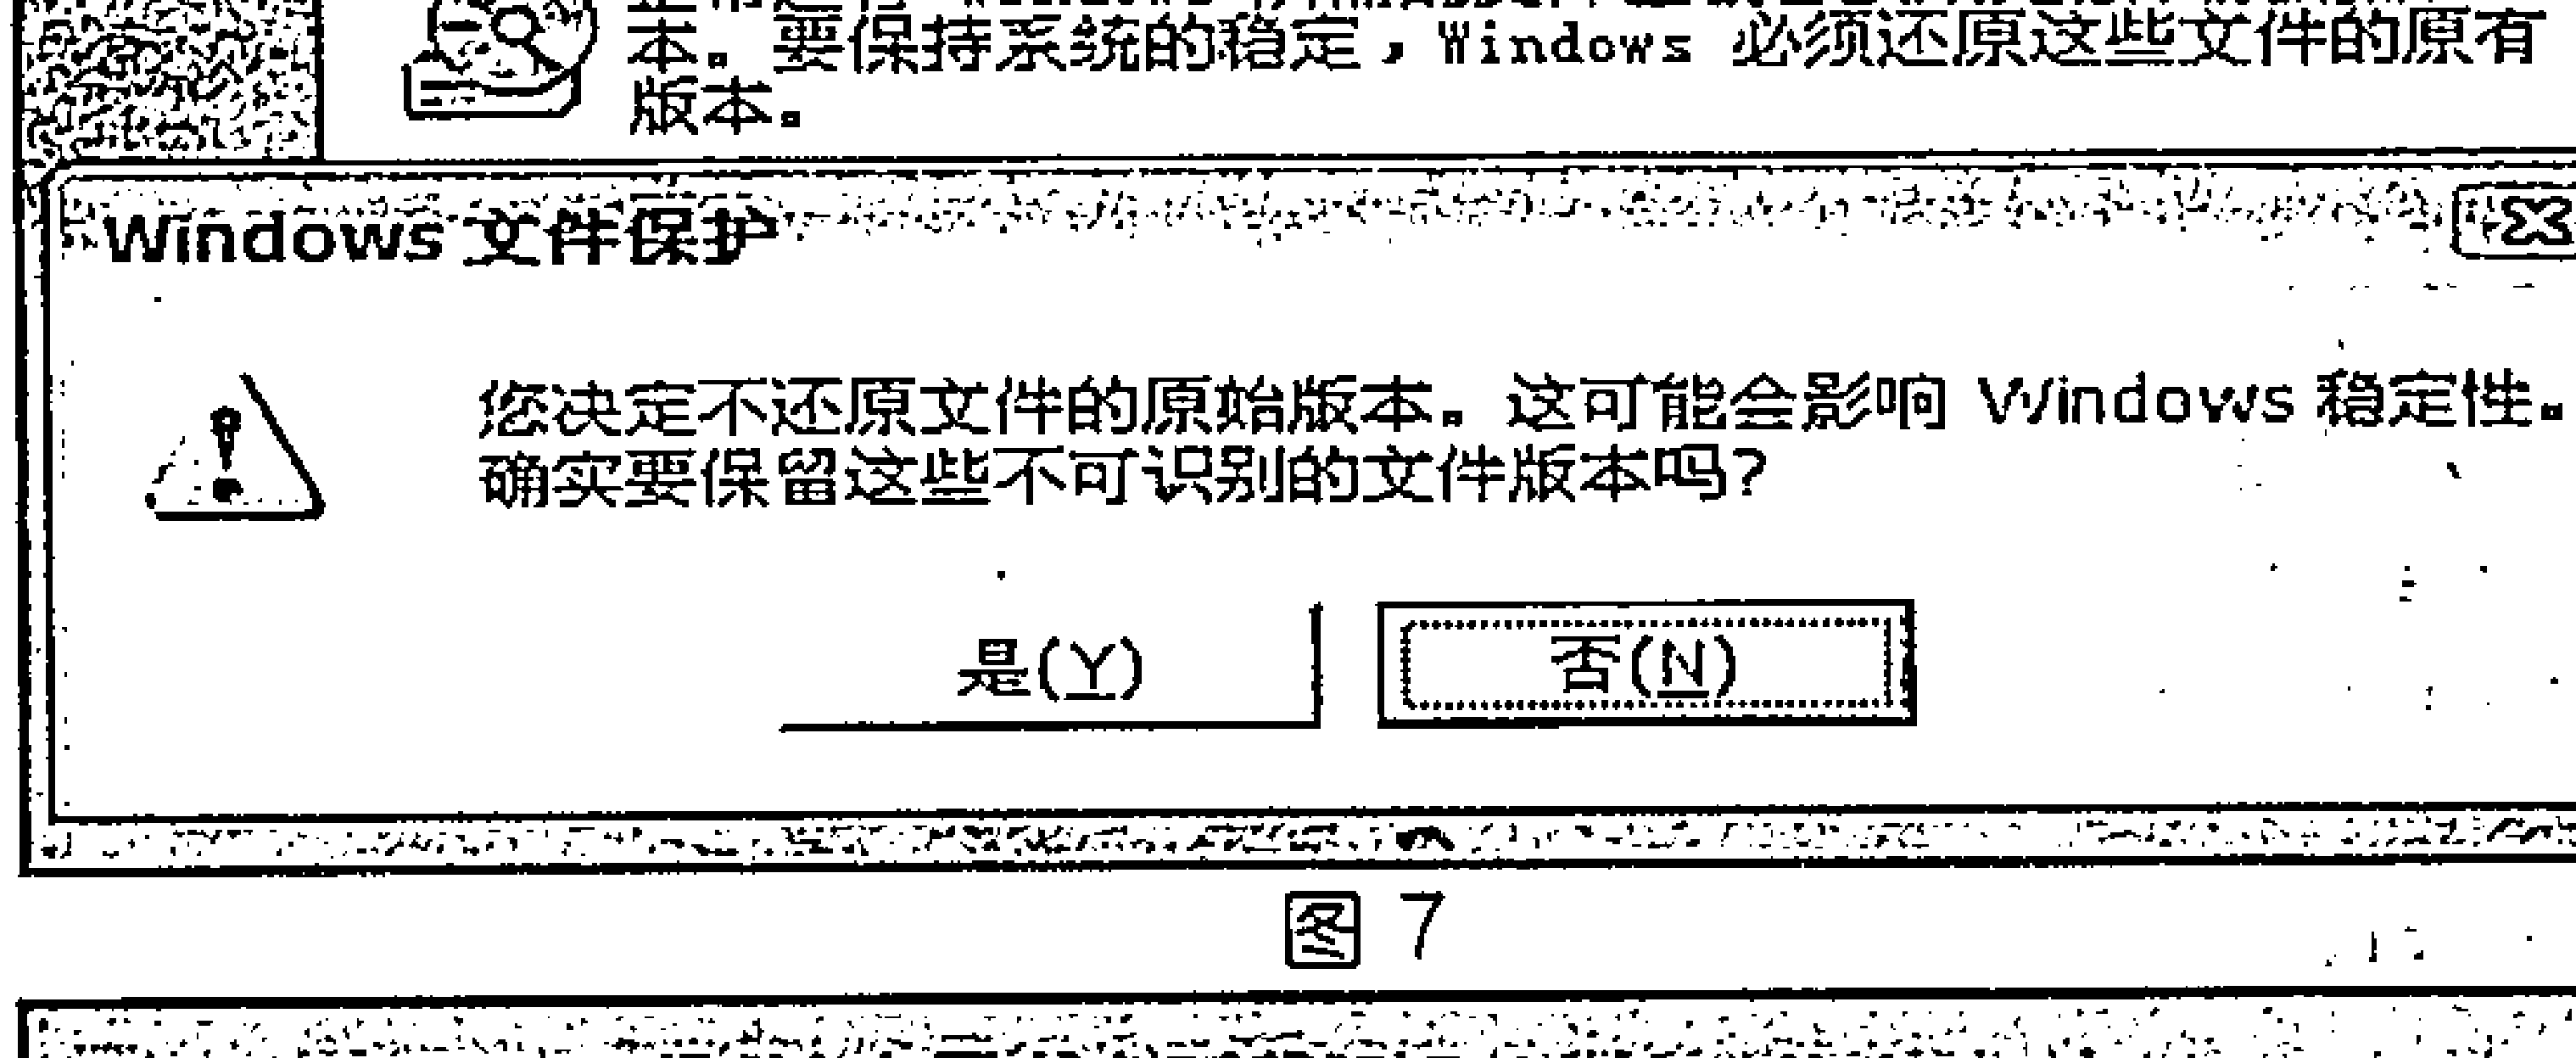 本。要保持系统的稳定，Windows 必须还原这些文件的原有
版本。
Windows 文件保护
您决定不还原文件的原始版本。这可能会影响 Windows 稳定性。
确实要保留这些不可识别的文件版本吗?
是(Y)
否(N)
图 7